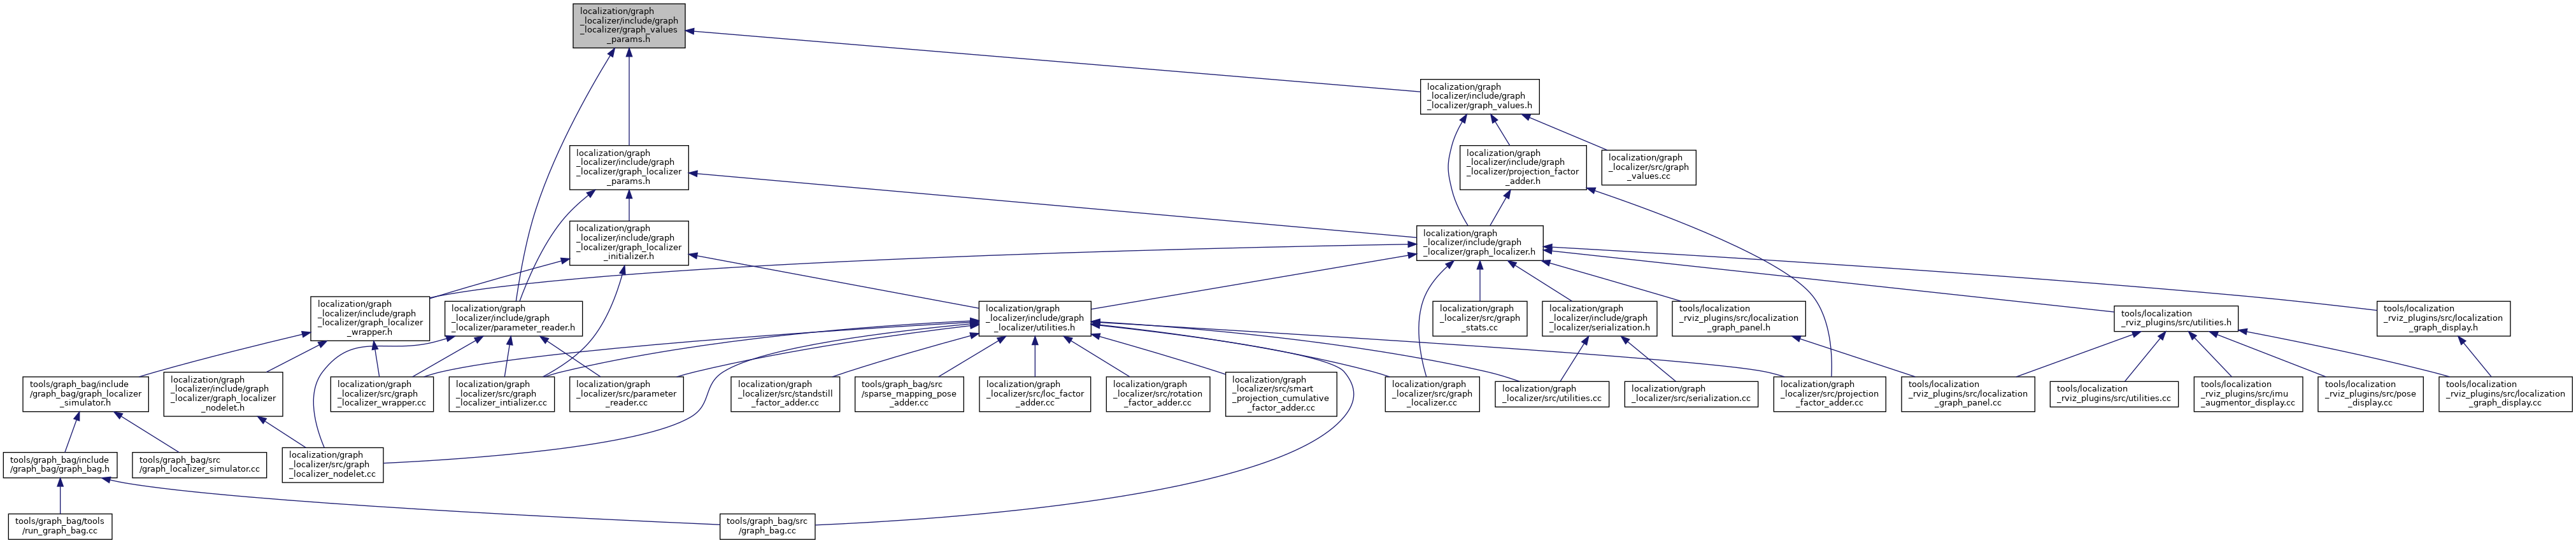 localization/graph
_localizer/include/graph
_localizer/graph_values
_params.h
localization/graph
_localizer/include/graph
_localizer/graph_values.h
localization/graph
_localizer/include/graph
_localizer/graph_localizer
_params.h
localization/graph
_localizer/include/graph
_localizer/projection_factor
_adder.h
localization/graph
_localizer/src/graph
_values.cc
localization/graph
_localizer/include/graph
_localizer/graph_localizer
_initializer.h
localization/graph
_localizer/include/graph
_localizer/graph_localizer.h
localization/graph
_localizer/include/graph
_localizer/graph_localizer
_wrapper.h
localization/graph
_localizer/include/graph
_localizer/parameter_reader.h
localization/graph
_localizer/include/graph
_localizer/utilities.h
localization/graph
_localizer/src/graph
_stats.cc
localization/graph
_localizer/include/graph
_localizer/serialization.h
tools/localization
_rviz_plugins/src/localization
_graph_panel.h
tools/localization
_rviz_plugins/src/utilities.h
tools/localization
_rviz_plugins/src/localization
_graph_display.h
tools/graph_bag/include
/graph_bag/graph_localizer
_simulator.h
localization/graph
_localizer/include/graph
_localizer/graph_localizer
_nodelet.h
localization/graph
_localizer/src/graph
_localizer_wrapper.cc
localization/graph
_localizer/src/graph
_localizer_intializer.cc
localization/graph
_localizer/src/parameter
_reader.cc
localization/graph
_localizer/src/standstill
_factor_adder.cc
tools/graph_bag/src
/sparse_mapping_pose
_adder.cc
localization/graph
_localizer/src/loc_factor
_adder.cc
localization/graph
_localizer/src/rotation
_factor_adder.cc
localization/graph
_localizer/src/smart
_projection_cumulative
_factor_adder.cc
localization/graph
_localizer/src/graph
_localizer.cc
localization/graph
_localizer/src/utilities.cc
localization/graph
_localizer/src/serialization.cc
localization/graph
_localizer/src/projection
_factor_adder.cc
tools/localization
_rviz_plugins/src/localization
_graph_panel.cc
tools/localization
_rviz_plugins/src/utilities.cc
tools/localization
_rviz_plugins/src/imu
_augmentor_display.cc
tools/localization
_rviz_plugins/src/pose
_display.cc
tools/localization
_rviz_plugins/src/localization
_graph_display.cc
tools/graph_bag/include
/graph_bag/graph_bag.h
tools/graph_bag/src
/graph_localizer_simulator.cc
localization/graph
_localizer/src/graph
_localizer_nodelet.cc
tools/graph_bag/tools
/run_graph_bag.cc
tools/graph_bag/src
/graph_bag.cc